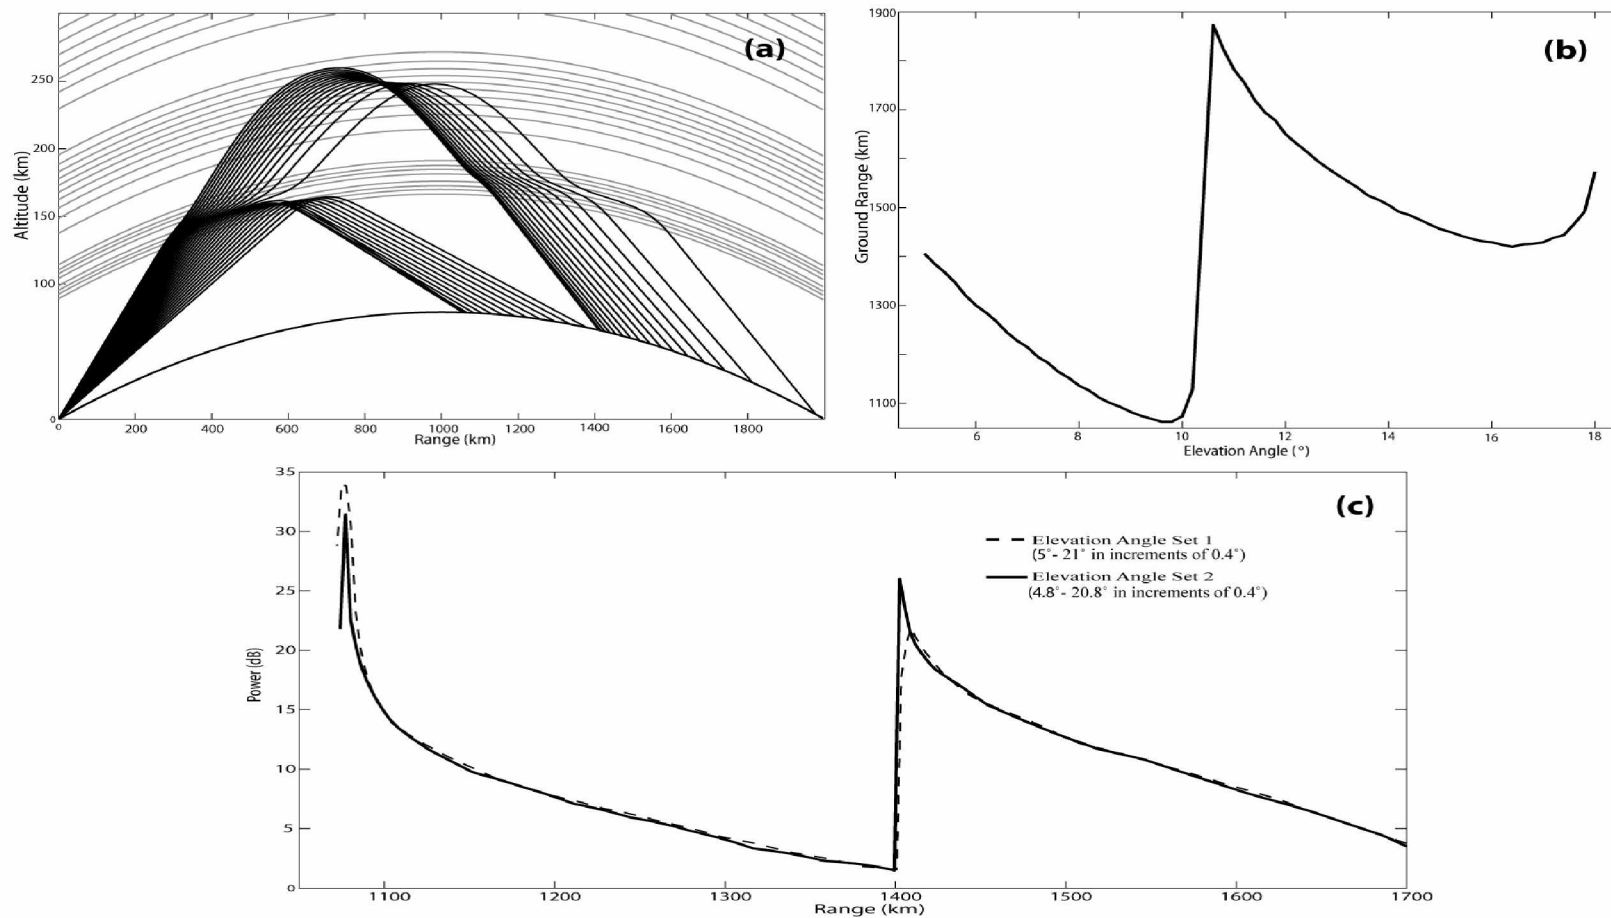 (a)
250
200
150
100
0
Altitude (km)
0 200 400 600 800 1000 1200 1400 1600 1800
Range (km)
(b)
1900
1700
1500
1300
1100
Ground Range (km)
6 8 10 12 14 16 18
Elevation Angle (°)
(c)
35
30
25
20
15
10
5
0
Power (dB)
Elevation Angle Set 1
(5°- 21° in increments of 0.4°)
Elevation Angle Set 2
(4.8°- 20.8° in increments of 0.4°)
1100 1200 1300 1400 1500 1600 1700
Range (km)